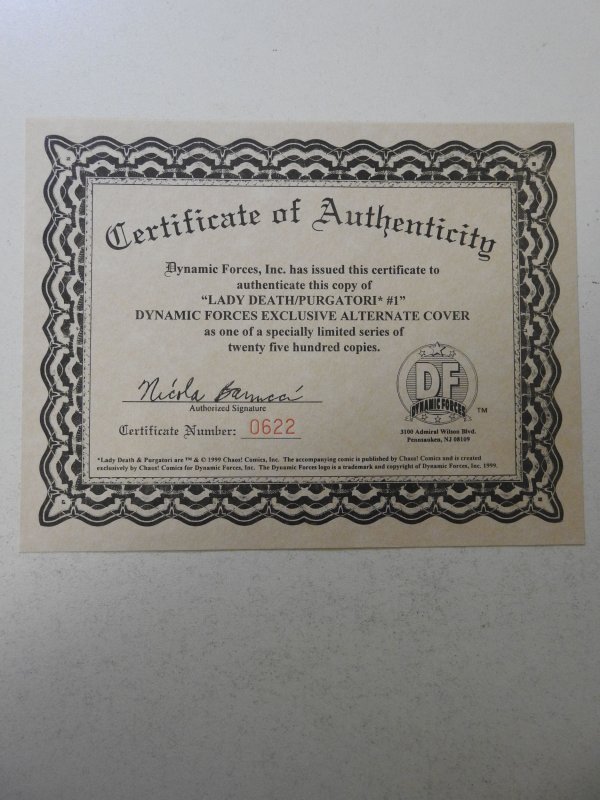 Certificate of Authenticity
Dynamic Forces, Inc. has issued this certificate to
authenticate this copy of
"LADY DEATH/PURGATORI* #1"
DYNAMIC FORCES EXCLUSIVE ALTERNATE COVER
as one of a specially limited series of
twenty five hundred copies.
Nicola Barrucci
Authorized Signature
Certificate Number: 0622
DF
DYNAMIC FORCES
TM
3100 Admiral Wilson Blvd.
Pennsauken, NJ 08109
*Lady Death & Purgatori are ™ & © 1999 Chaos! Comics, Inc. The accompanying comic is published by Chaos! Comics and is created
exclusively by Chaos! Comics for Dynamic Forces, Inc. The Dynamic Forces logo is a trademark and copyright of Dynamic Forces, Inc, 1999.